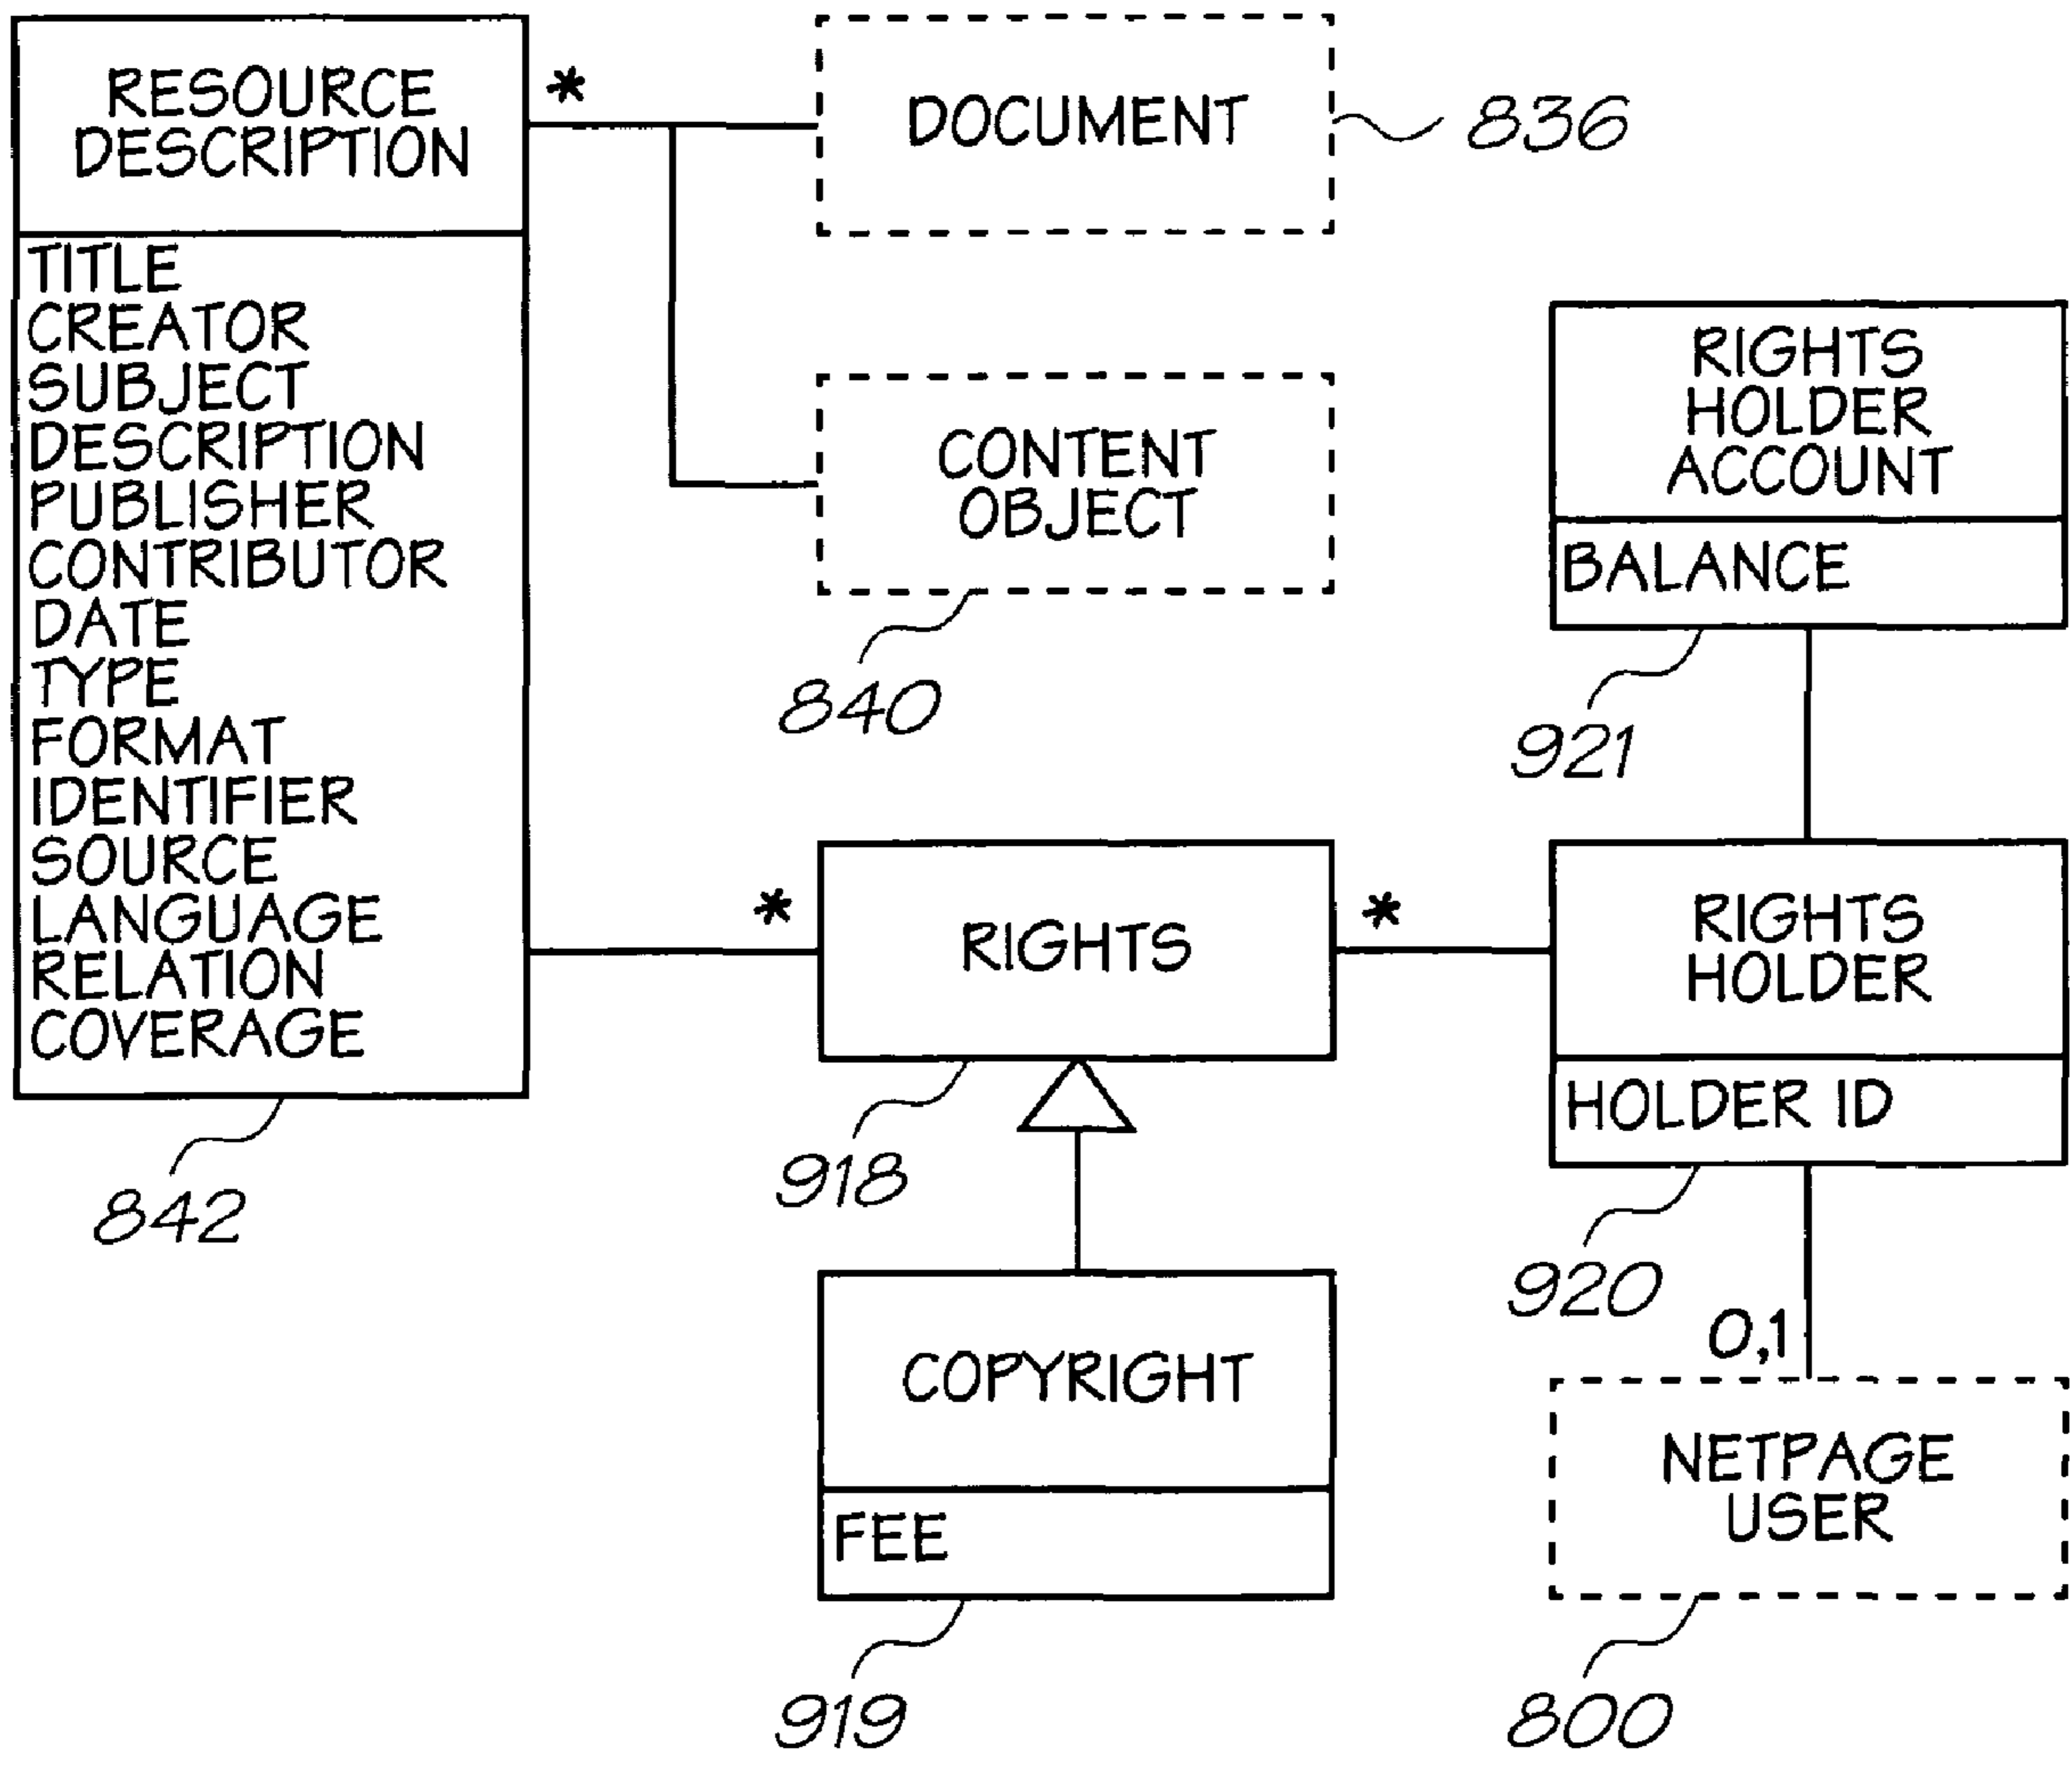 RESOURCE
DESCRIPTION
TITLE
CREATOR
SUBJECT
DESCRIPTION
PUBLISHER
CONTRIBUTOR
DATE
TYPE
FORMAT
IDENTIFIER
SOURCE
LANGUAGE
RELATION
COVERAGE
842
*
DOCUMENT
836
CONTENT
OBJECT
840
RIGHTS
HOLDER
ACCOUNT
BALANCE
921
*
RIGHTS
918
*
RIGHTS
HOLDER
HOLDER ID
920
COPYRIGHT
FEE
919
0,1
NETPAGE
USER
800